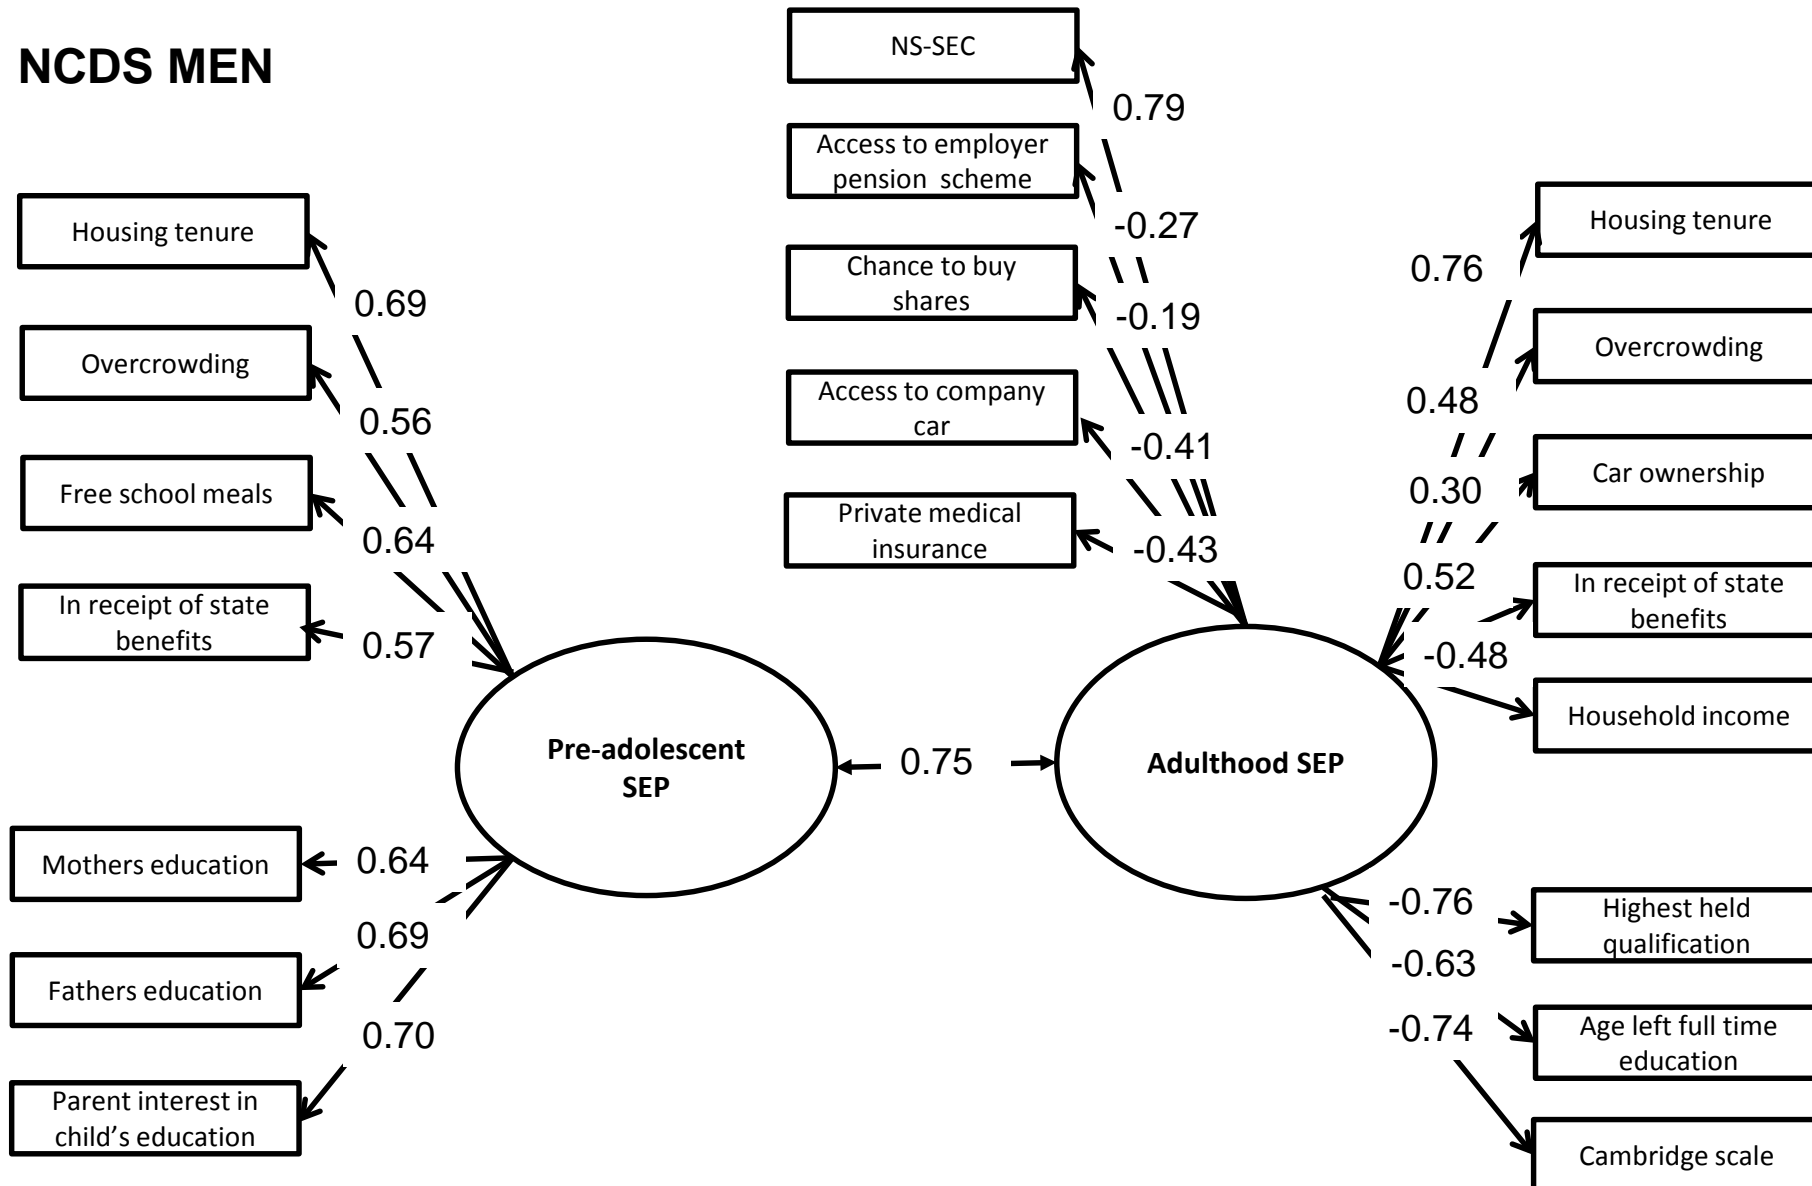 NCDS MEN
Housing tenure
Overcrowding
Free school meals
In receipt of state
benefits
0.69
0.56
0.64
0.57
Mothers education
Fathers education
Parent interest in
child's education
0.64
0.69
0.70
Pre-adolescent
SEP
0.75
Adulthood SEP
NS-SEC
Access to employer
pension  scheme
Chance to buy
shares
Access to company
car
Private medical
insurance
0.79
-0.27
-0.19
-0.41
-0.43
0.76
0.48
0.30
0.52
-0.48
Housing tenure
Overcrowding
Car ownership
In receipt of state
benefits
Household income
-0.76
-0.63
-0.74
Highest held
qualification
Age left full time
education
Cambridge scale